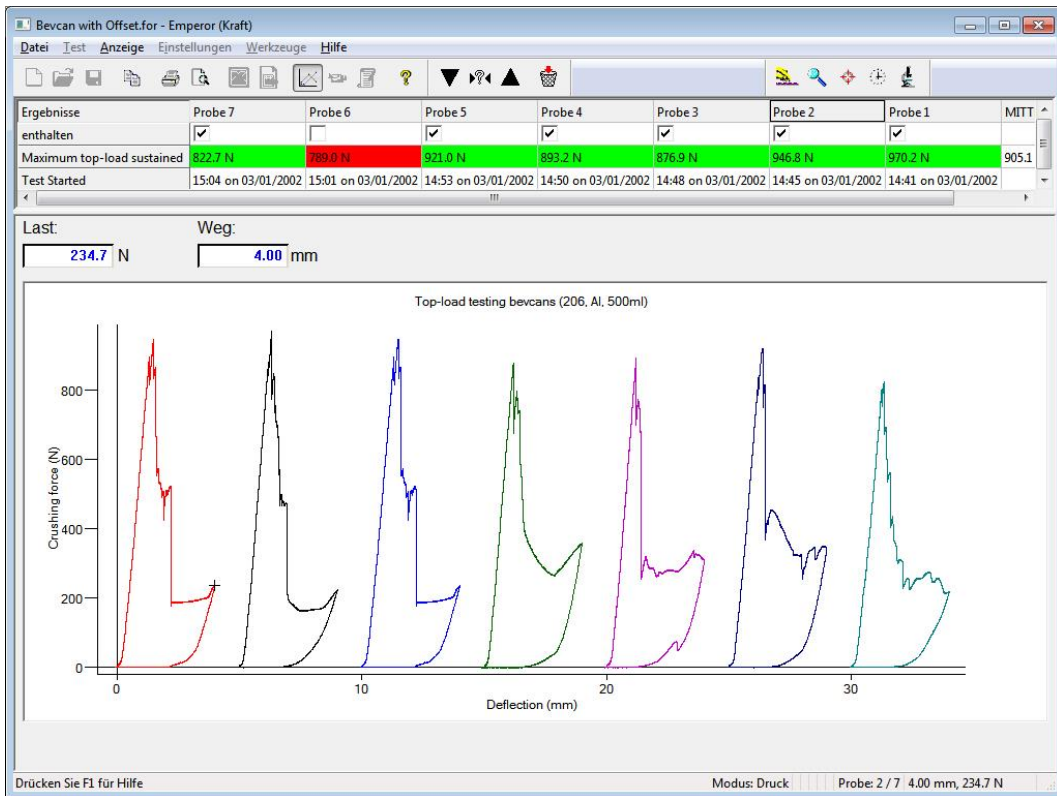 Bevcan with Offset.for - Emperor (Kraft)
Datei Test Anzeige Einstellungen Werkzeuge Hilfe
Ergebnisse Probe 7 Probe 6 Probe 5 Probe 4 Probe 3 Probe 2 Probe 1 MITT
enthalten
Maximum top-load sustained 822.7 N 789.0 N 921.0 N 893.2 N 876.9 N 946.8 N 970.2 N 905.1
Test Started 15:04 on 03/01/2002 15:01 on 03/01/2002 14:53 on 03/01/2002 14:50 on 03/01/2002 14:48 on 03/01/2002 14:45 on 03/01/2002 14:41 on 03/01/2002
Last: Weg:
234.7 N 4.00 mm
Top-load testing bevcans (206, Al, 500ml)
Crushing force (N)
800
600
400
200
0
0 10 20 30
Deflection (mm)
Drücken Sie F1 für Hilfe Modus: Druck Probe: 2 / 7 4.00 mm, 234.7 N